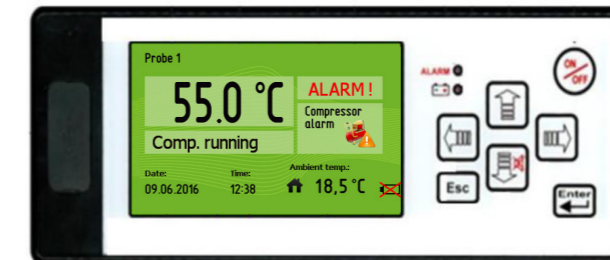 Probe 1
55.0 °C
ALARM !
Compressor
alarm
Comp. running
Date:
Time:
Ambient temp.:
09.06.2016
12:38
18,5 °C
ALARM
ON/OFF
Esc
Enter